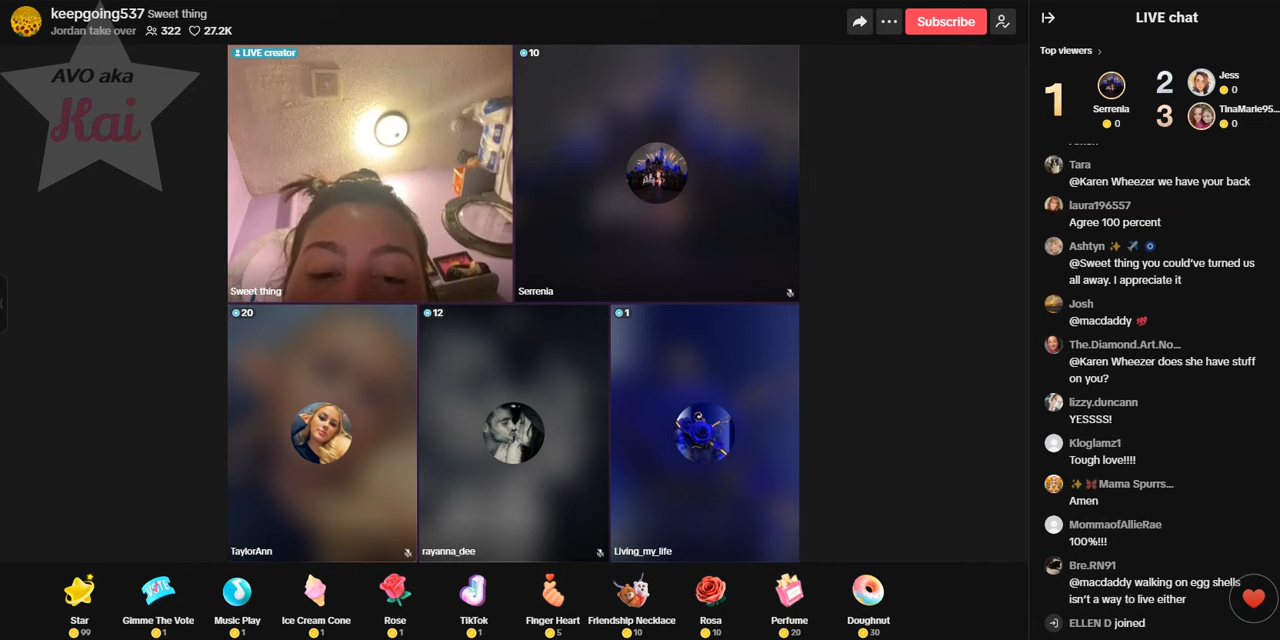 keepgoing537 Sweet thing
Jordan take over 322 27.2K
Subscribe
AVO aka
Kai
LIVE creator
Sweet thing
10
Serrenia
20
TaylorAnn
12
rayanna_dee
1
Living_my_life
Star
99
Gimme The Vote
1
Music Play
1
Ice Cream Cone
1
Rose
1
TikTok
1
Finger Heart
5
Friendship Necklace
10
Rosa
10
Perfume
20
Doughnut
30
LIVE chat
Top viewers
1
Serrenia
0
2
Jess
0
3
TinaMarie95...
0
Tara
@Karen Wheezer we have your back
laura196557
Agree 100 percent
Ashtyn
@Sweet thing you could've turned us
all away. I appreciate it
Josh
@macdaddy 💯
The.Diamond.Art.No...
@Karen Wheezer does she have stuff
on you?
lizzy.duncann
YESSSS!
Kloglamz1
Tough love!!!!
Mama Spurrs...
Amen
MommaofAllieRae
100%!!!
Bre.RN91
@macdaddy walking on egg shells
isn't a way to live either
ELLEN D joined